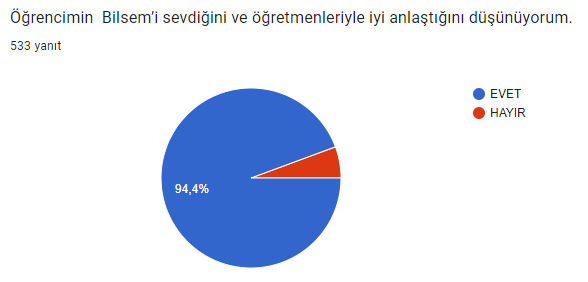 Öğrencimin  Bilsem’i sevdiğini ve öğretmenleriyle iyi anlaştığını düşünüyorum.
533 yanıt
EVET
HAYIR
94,4%